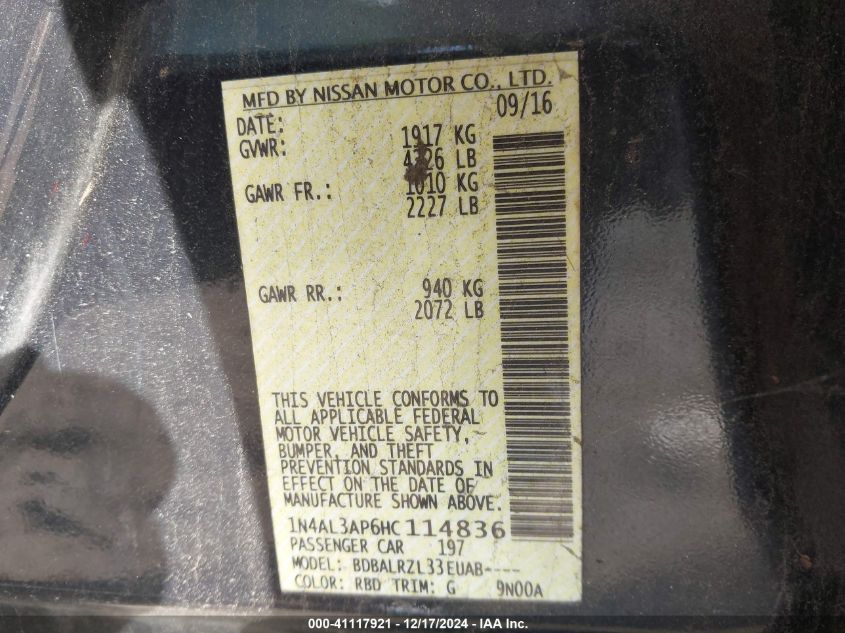 MFD BY NISSAN MOTOR CO., LTD.
DATE: 09/16
GVWR: 1917 KG
4226 LB
GAWR FR.: 1010 KG
2227 LB
GAWR RR.: 940 KG
2072 LB
THIS VEHICLE CONFORMS TO
ALL APPLICABLE FEDERAL
MOTOR VEHICLE SAFETY,
BUMPER, AND THEFT
PREVENTION STANDARDS IN
EFFECT ON THE DATE OF
MANUFACTURE SHOWN ABOVE.
1N4AL3AP6HC114836
PASSENGER CAR 197
MODEL: BDBALRZL33EUAB----
COLOR: RBD TRIM: G 9N00A
000-41117921 - 12/17/2024 - IAA Inc.